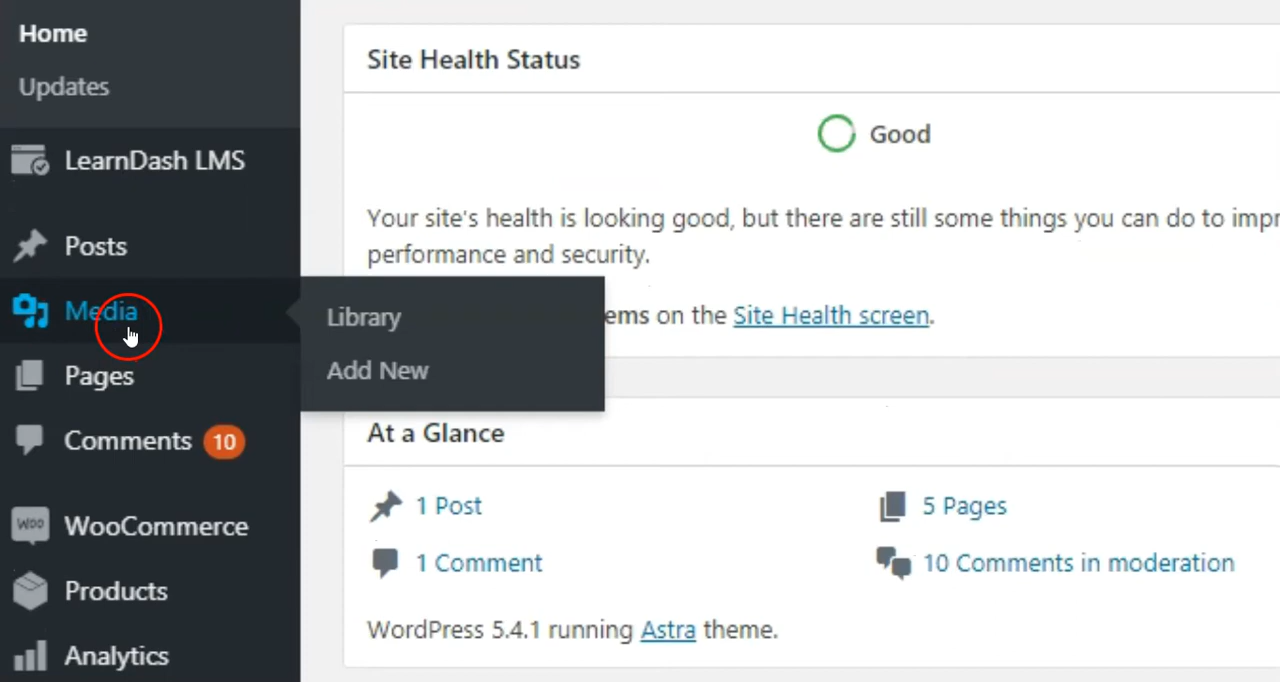 Home
Updates
LearnDash LMS
Posts
Media
Library
Add New
Pages
Comments 10
WOO WooCommerce
Products
Analytics
Site Health Status
Good
Your site's health is looking good, but there are still some things you can do to
performance and security.
on the Site Health screen.
At a Glance
1 Post
5 Pages
1 Comment
10 Comments in moderation
WordPress 5.4.1 running Astra theme.